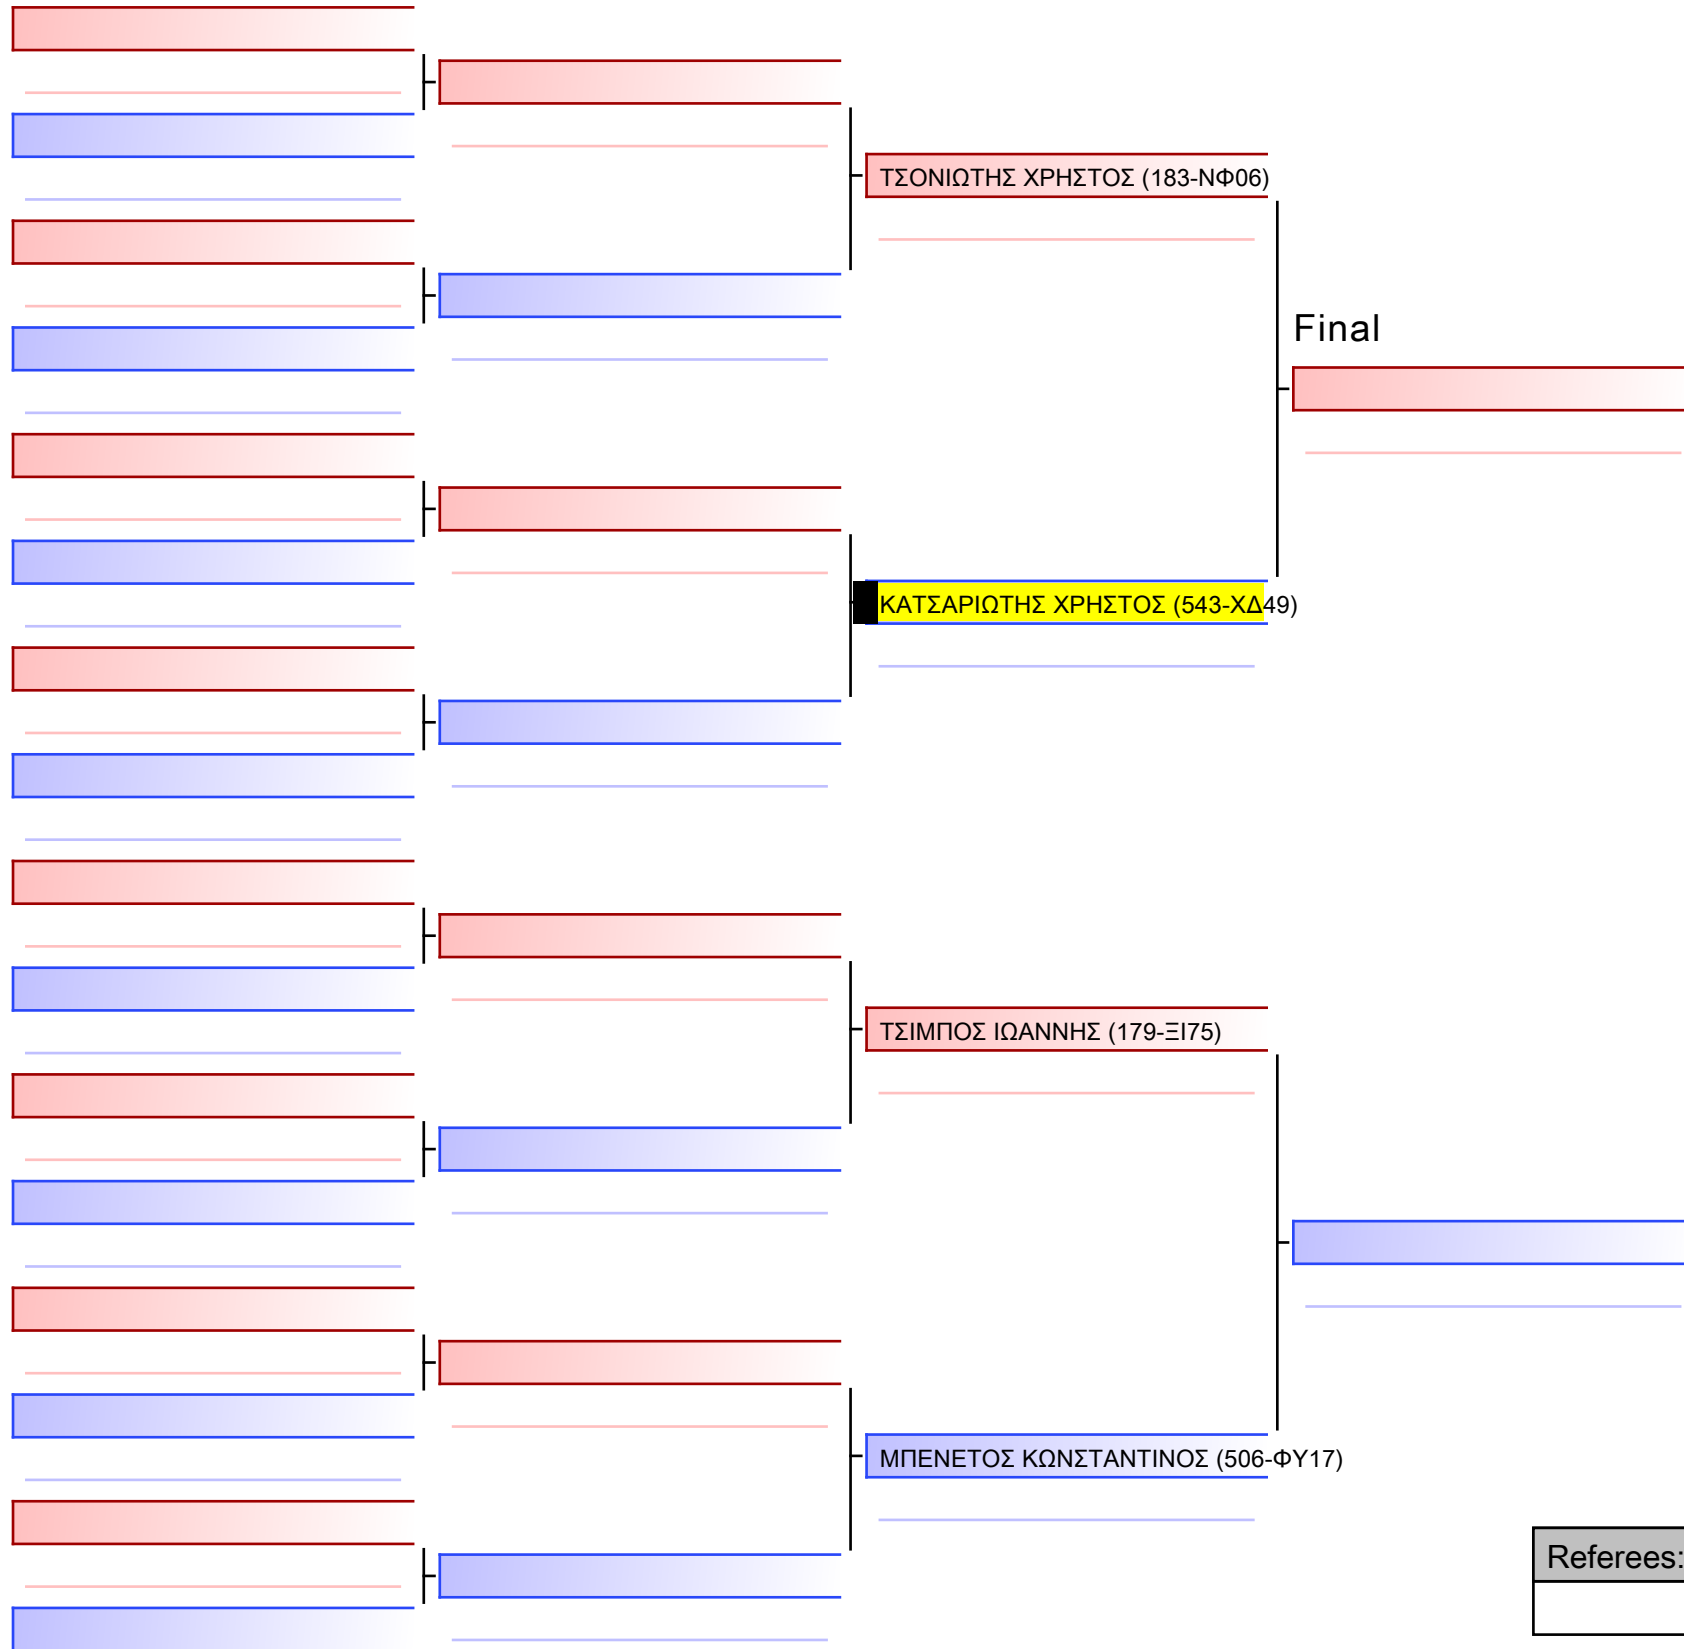 ΤΣΟΝΙΩΤΗΣ ΧΡΗΣΤΟΣ (183-ΝΦ06)
Final
ΚΑΤΣΑΡΙΩΤΗΣ ΧΡΗΣΤΟΣ (543-ΧΔ49)
ΤΣΙΜΠΟΣ ΙΩΑΝΝΗΣ (179-ΞΙ75)
ΜΠΕΝΕΤΟΣ ΚΩΝΣΤΑΝΤΙΝΟΣ (506-ΦΥ17)
Referees: